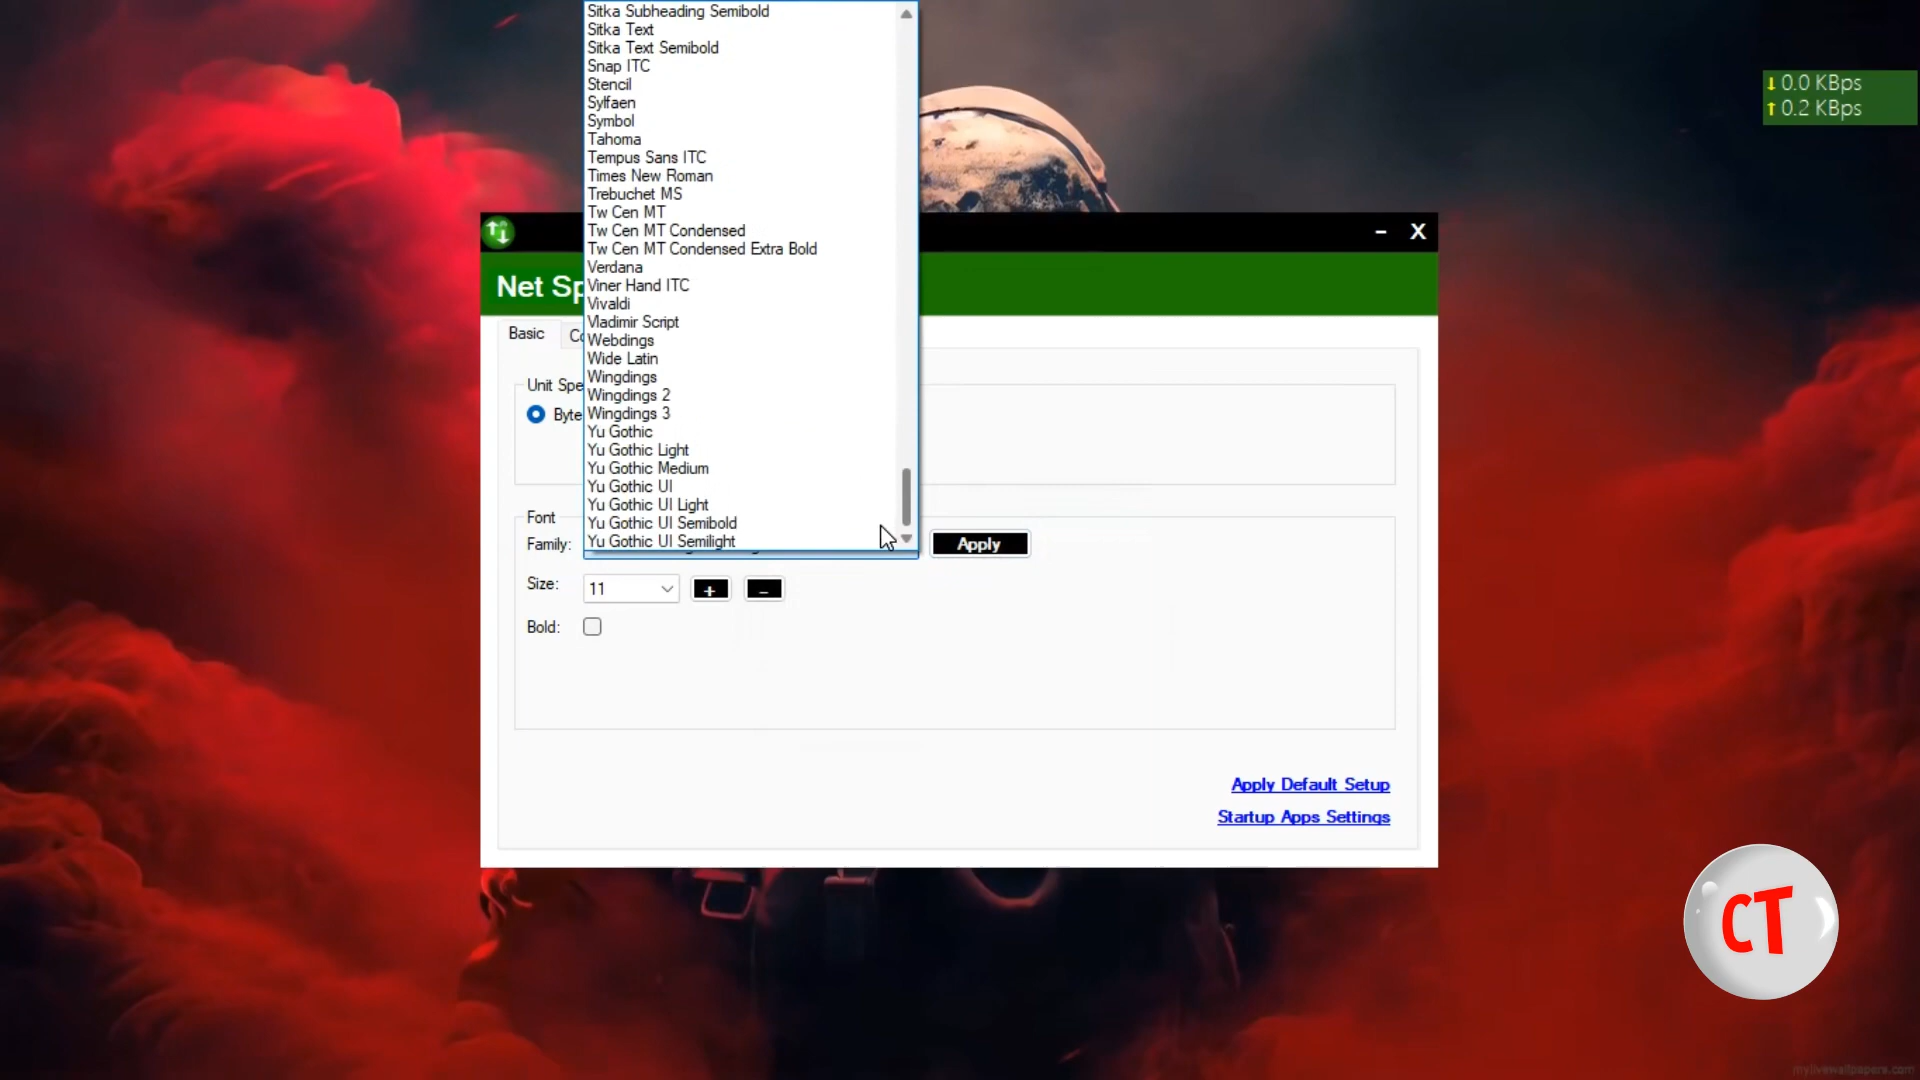 Sitka Subheading Semibold
Sitka Text
Sitka Text Semibold
Snap ITC
Stencil
Sylfaen
Symbol
Tahoma
Tempus Sans ITC
Times New Roman
Trebuchet MS
Tw Cen MT
Tw Cen MT Condensed
Tw Cen MT Condensed Extra Bold
Verdana
Viner Hand ITC
Vivaldi
Vladimir Script
Webdings
Wide Latin
Wingdings
Wingdings 2
Wingdings 3
Yu Gothic
Yu Gothic Light
Yu Gothic Medium
Yu Gothic UI
Yu Gothic UI Light
Yu Gothic UI Semibold
Yu Gothic UI Semilight
0.0 KBps
0.2 KBps
X
Net Sp
Basic Co
Unit Spe
Byte
Font
Family: Apply
Size: 11 + -
Bold:
Apply Default Setup
Startup Apps Settings
CT
mylivewallpapers.com